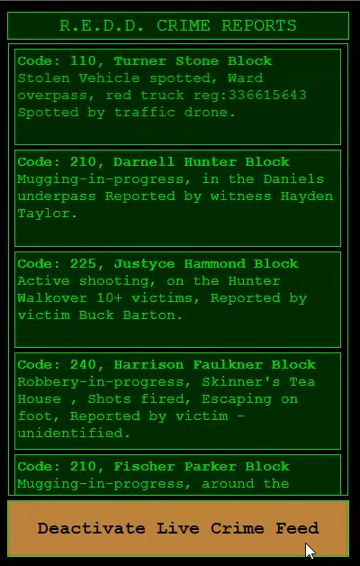 R.E.D.D. CRIME REPORTS
Code: 110, Turner Stone Block
Stolen Vehicle spotted, Ward
overpass, red truck reg:336615643
Spotted by traffic drone.
Code: 210, Darnell Hunter Block
Mugging-in-progress, in the Daniels
underpass Reported by witness Hayden
Taylor.
Code: 225, Justyce Hammond Block
Active shooting, on the Hunter
Walkover 10+ victims, Reported by
victim Buck Barton.
Code: 240, Harrison Faulkner Block
Robbery-in-progress, Skinner's Tea
House , Shots fired, Escaping on
foot, Reported by victim -
unidentified.
Code: 210, Fischer Parker Block
Mugging-in-progress, around the
Deactivate Live Crime Feed